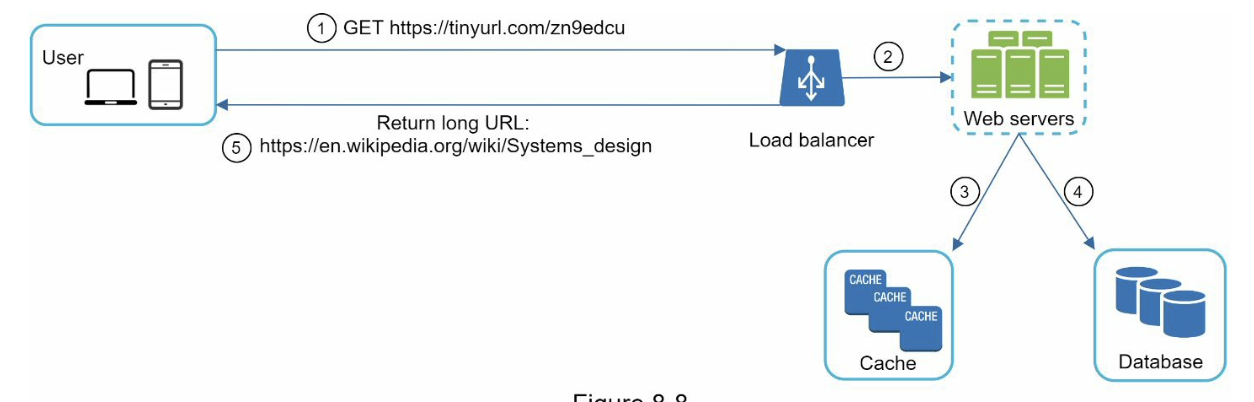 1 GET https://tinyurl.com/zn9edcu
User
2
Web servers
Load balancer
Return long URL:
5 https://en.wikipedia.org/wiki/Systems_design
3
4
CACHE
CACHE
CACHE
Cache
Database
Figure 8-8